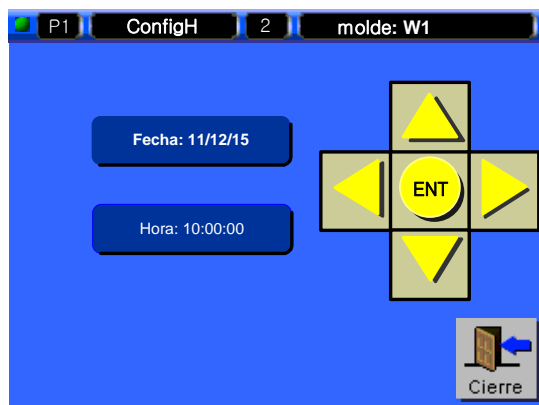 P1 ConfigH 2 molde: W1
Fecha: 11/12/15
ENT
Hora: 10:00:00
Cierre